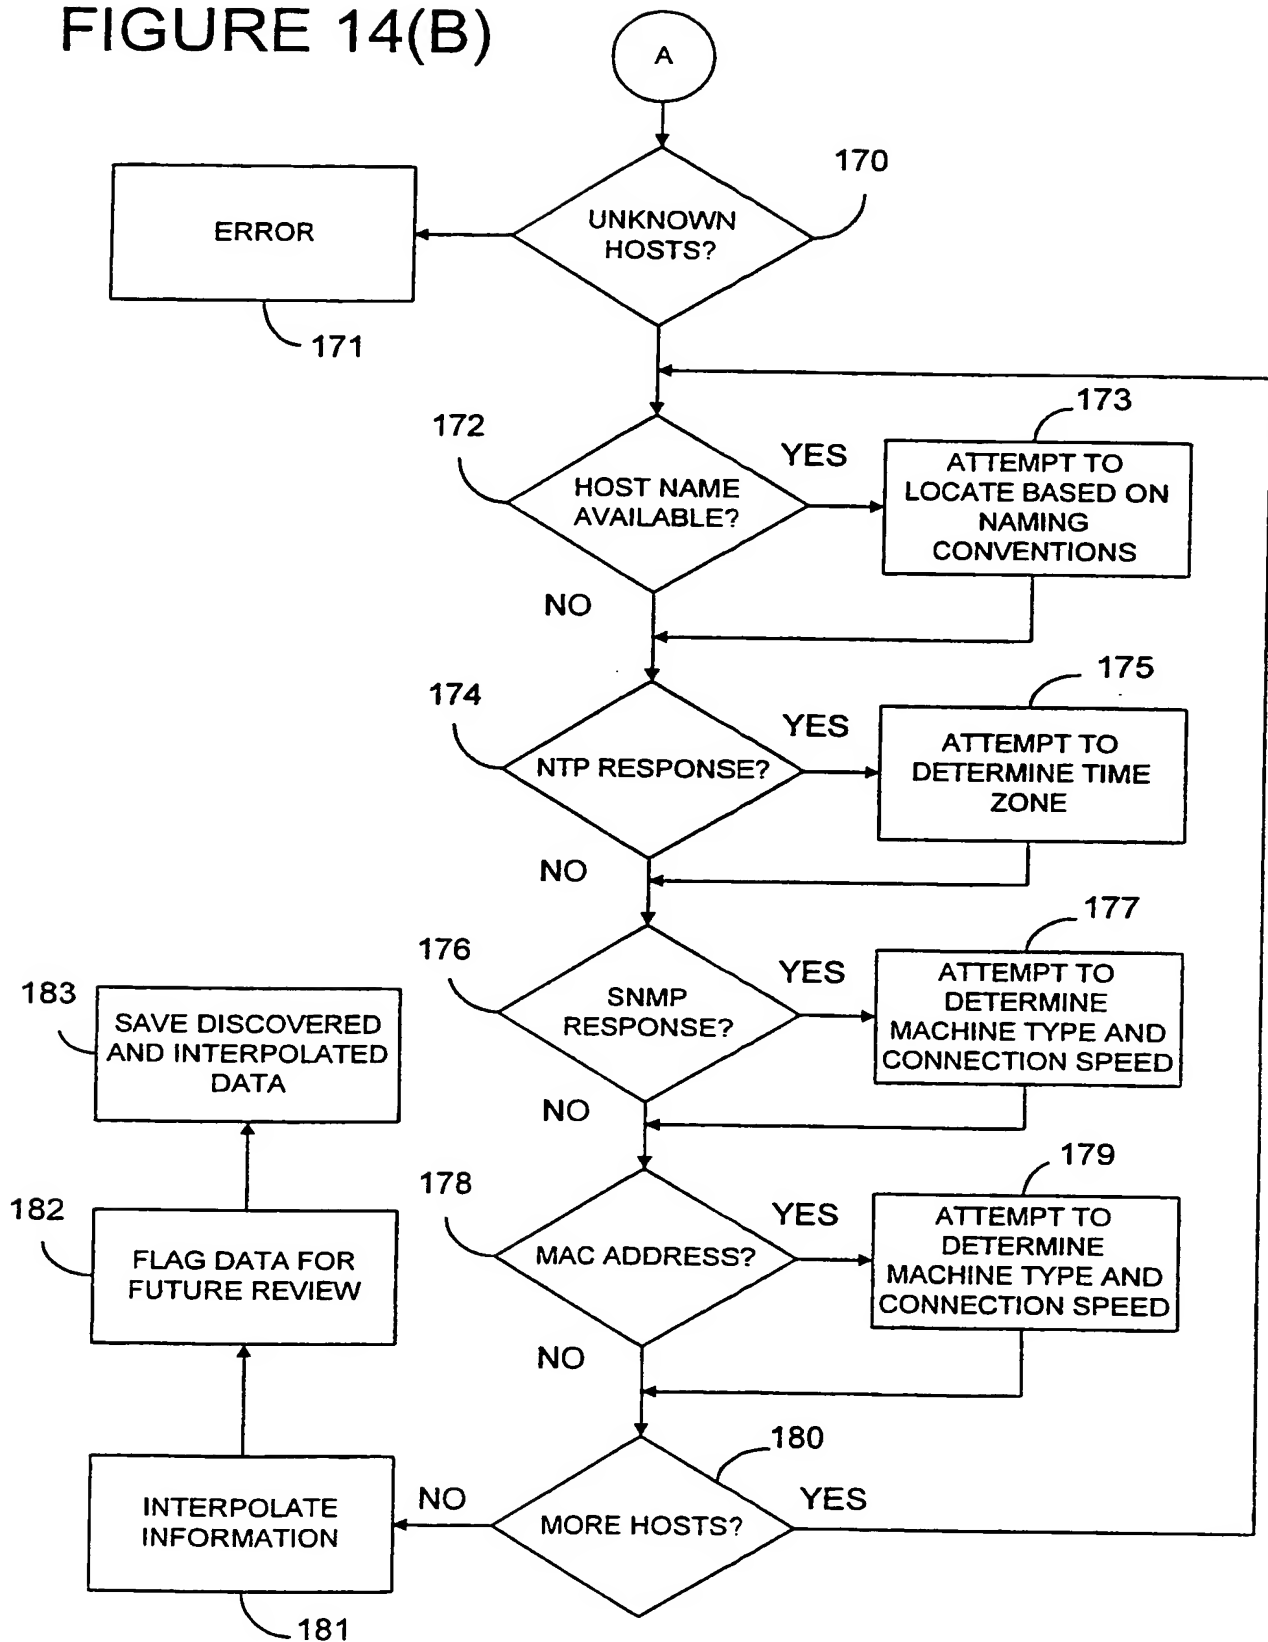 FIGURE 14(B)
A
170
UNKNOWN
HOSTS?
ERROR
171
173
172
YES
HOST NAME
AVAILABLE?
ATTEMPT TO
LOCATE BASED ON
NAMING
CONVENTIONS
NO
175
174
YES
NTP RESPONSE?
ATTEMPT TO
DETERMINE TIME
ZONE
NO
177
176
YES
SNMP
RESPONSE?
ATTEMPT TO
DETERMINE
MACHINE TYPE AND
CONNECTION SPEED
183
SAVE DISCOVERED
AND INTERPOLATED
DATA
NO
179
178
YES
MAC ADDRESS?
ATTEMPT TO
DETERMINE
MACHINE TYPE AND
CONNECTION SPEED
182
FLAG DATA FOR
FUTURE REVIEW
NO
180
MORE HOSTS?
YES
NO
INTERPOLATE
INFORMATION
181